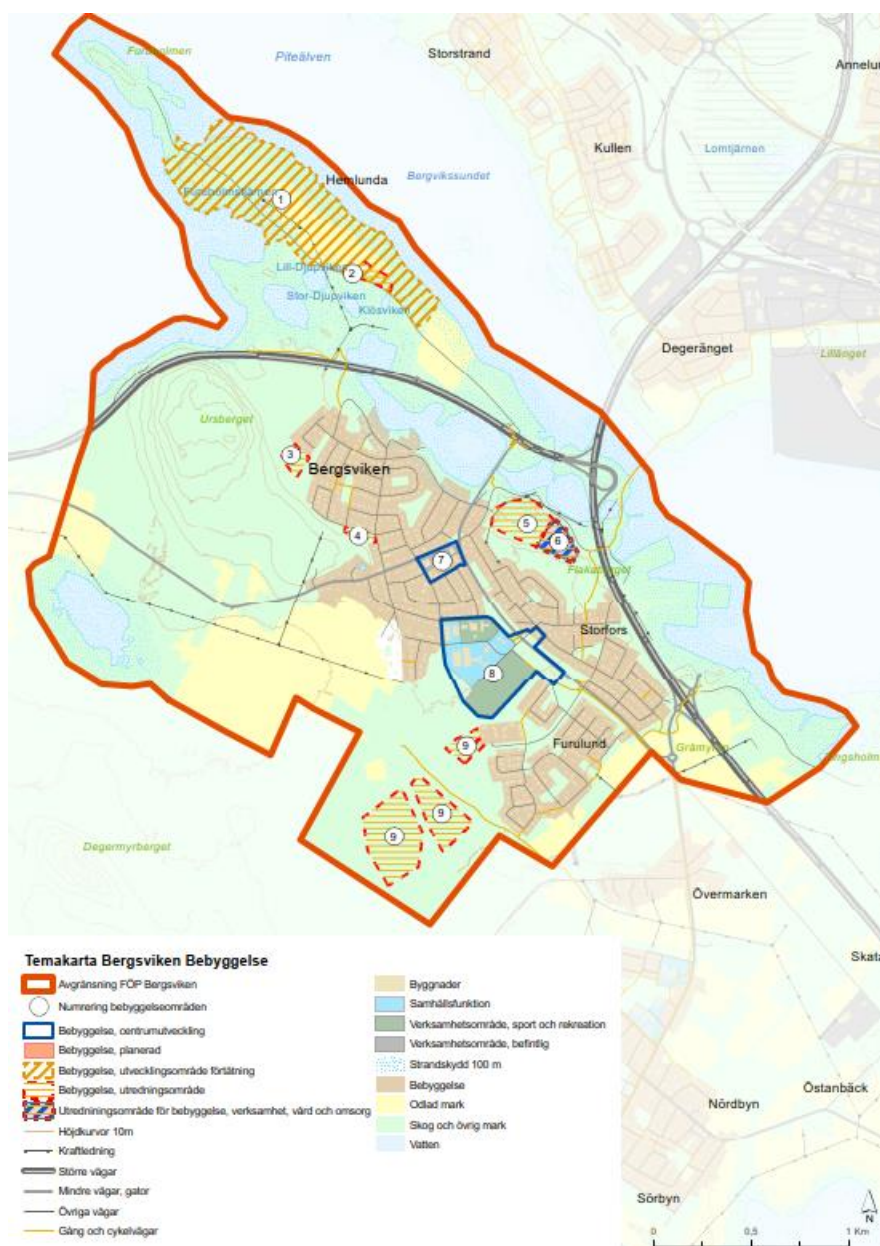 Furuholmen
Piteälven
Storstrand
Kullen
Lomtjärnen
Hemlunda
Bergvikssundet
1
2
Lill-Djupviken
Stor-Djupviken
Klösviken
Degeränget
Lillänget
Ursberget
3
Bergsviken
4
5
6
7
Storfors
8
Furulund
9
9
9
Degermyrberget
Övermarken
Nördbyn
Östanbäck
Sörbyn
Temakarta Bergsviken Bebyggelse
Avgränsning FÖP Bergsviken
Numrering bebyggelseområden
Bebyggelse, centrumutveckling
Bebyggelse, planerad
Bebyggelse, utvecklingsområde förtätning
Bebyggelse, utredningsområde
Utredniningsområde för bebyggelse, verksamhet, vård och omsorg
Höjdkurvor 10m
Kraftledning
Större vägar
Mindre vägar, gator
Övriga vägar
Gång och cykelvägar
Byggnader
Samhällsfunktion
Verksamhetsområde, sport och rekreation
Verksamhetsområde, befintlig
Strandskydd 100 m
Bebyggelse
Odlad mark
Skog och övrig mark
Vatten
N
0 0,5 1 Km